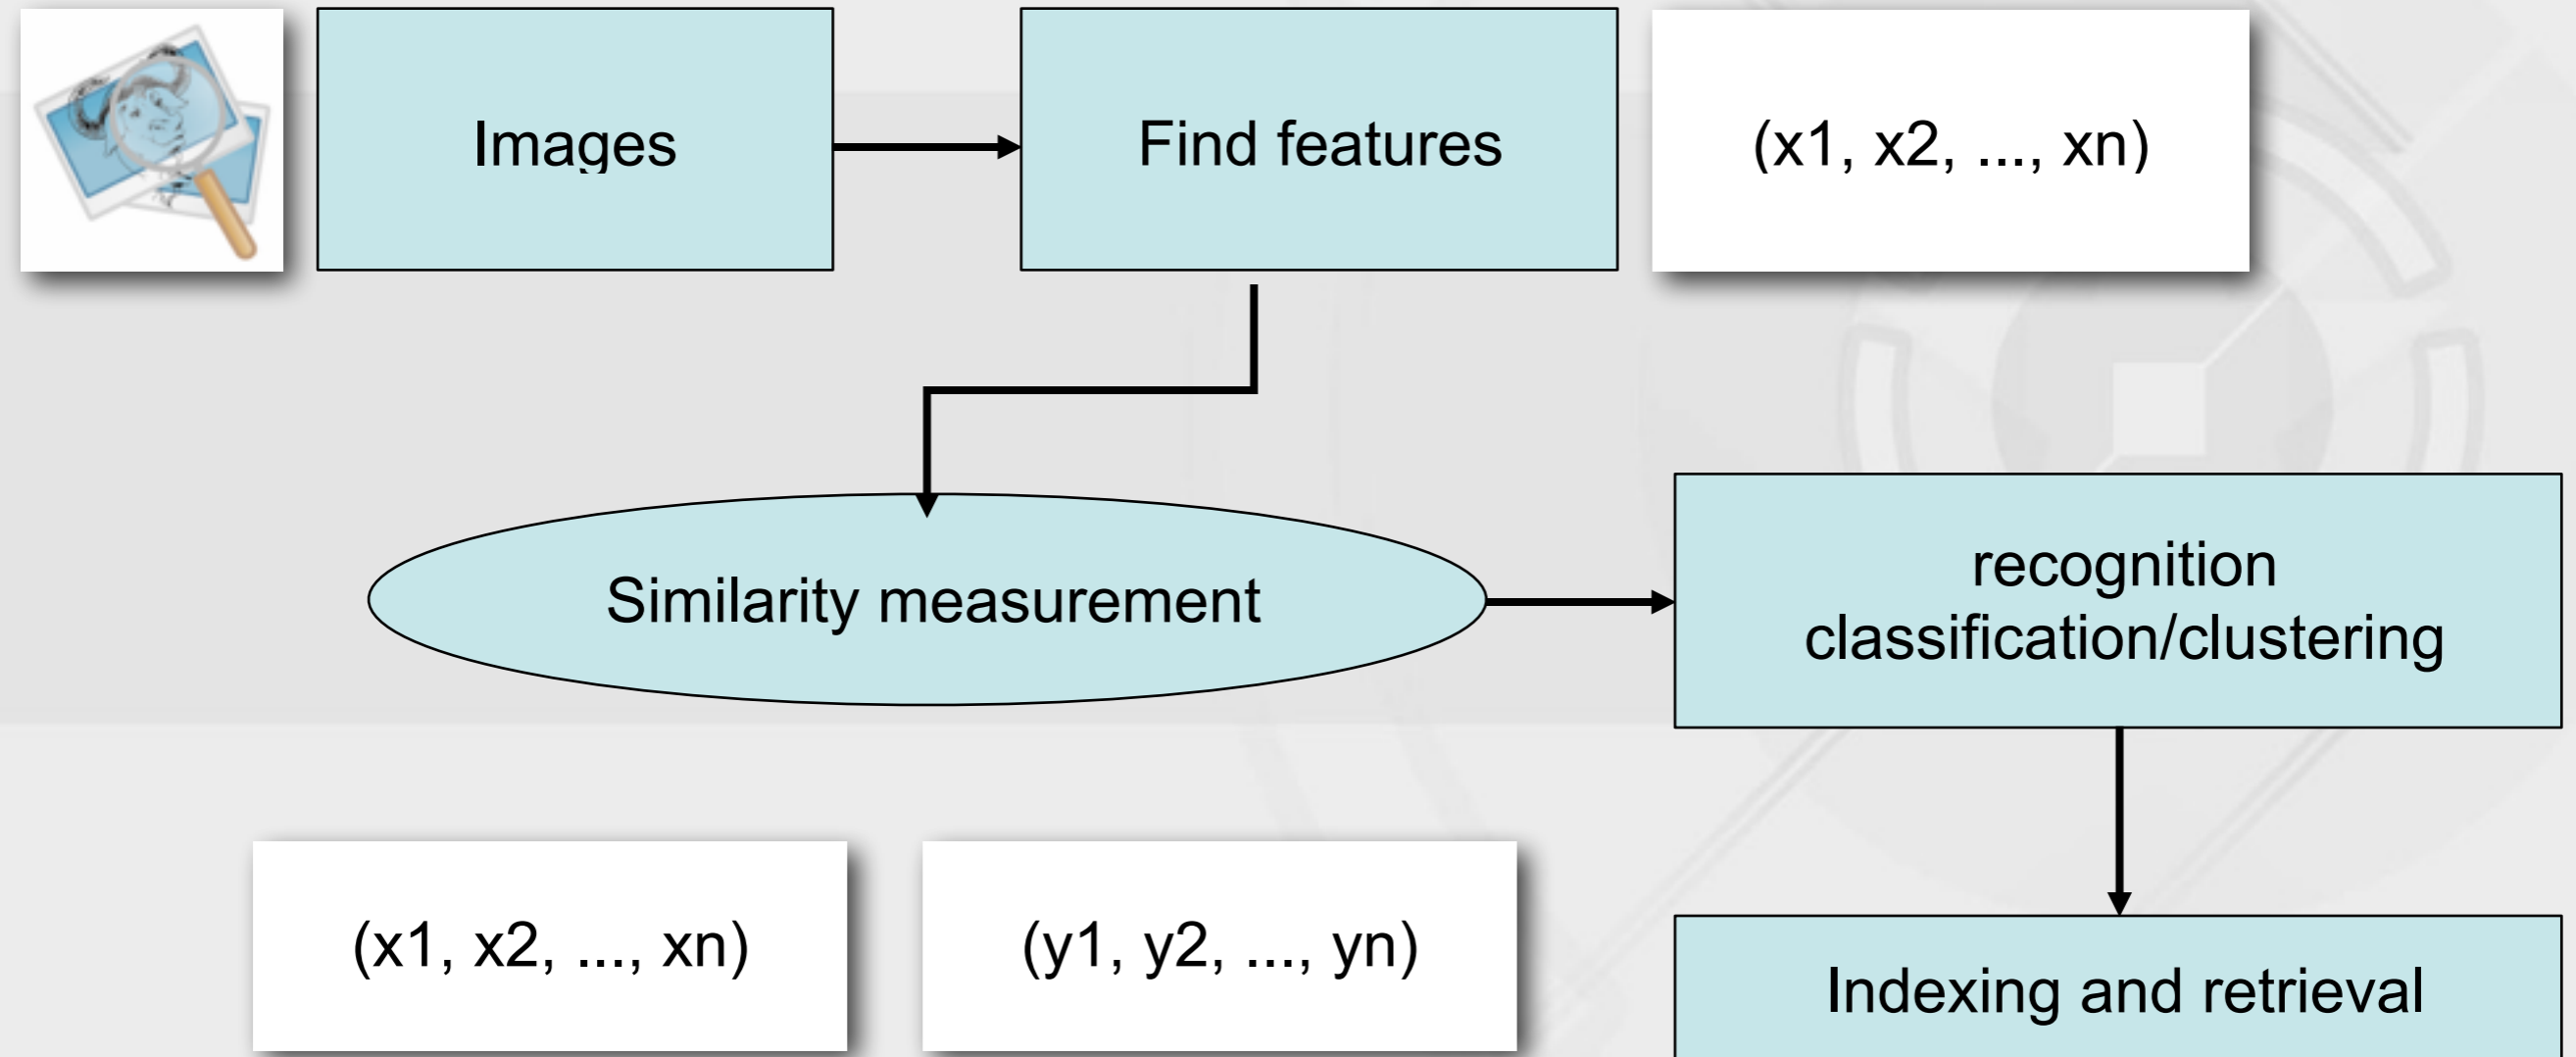 Images
Find features
(x1, x2, ..., xn)
Similarity measurement
recognition
classification/clustering
(x1, x2, ..., xn)
(y1, y2, ..., yn)
Indexing and retrieval